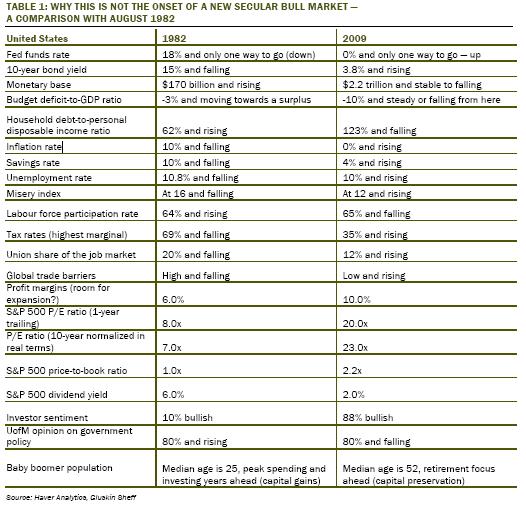 TABLE 1: WHY THIS IS NOT THE ONSET OF A NEW SECULAR BULL MARKET —
A COMPARISON WITH AUGUST 1982
United States 1982 2009
Fed funds rate 18% and only one way to go (down) 0% and only one way to go — up
10-year bond yield 15% and falling 3.8% and rising
Monetary base $170 billion and rising $2.2 trillion and stable to falling
Budget deficit-to-GDP ratio -3% and moving towards a surplus -10% and steady or falling from here
Household debt-to-personal
disposable income ratio 62% and rising 123% and falling
Inflation rate 10% and falling 0% and rising
Savings rate 10% and falling 4% and rising
Unemployment rate 10.8% and falling 10% and rising
Misery index At 16 and falling At 12 and rising
Labour force participation rate 64% and rising 65% and falling
Tax rates (highest marginal) 69% and falling 35% and rising
Union share of the job market 20% and falling 12% and rising
Global trade barriers High and falling Low and rising
Profit margins (room for
expansion?) 6.0% 10.0%
S&P 500 P/E ratio (1-year
trailing) 8.0x 20.0x
P/E ratio (10-year normalized in
real terms) 7.0x 23.0x
S&P 500 price-to-book ratio 1.0x 2.2x
S&P 500 dividend yield 6.0% 2.0%
Investor sentiment 10% bullish 88% bullish
UofM opinion on government
policy 80% and rising 80% and falling
Baby boomer population Median age is 25, peak spending and Median age is 52, retirement focus
investing years ahead (capital gains) ahead (capital preservation)
Source: Haver Analytics, Gluskin Sheff